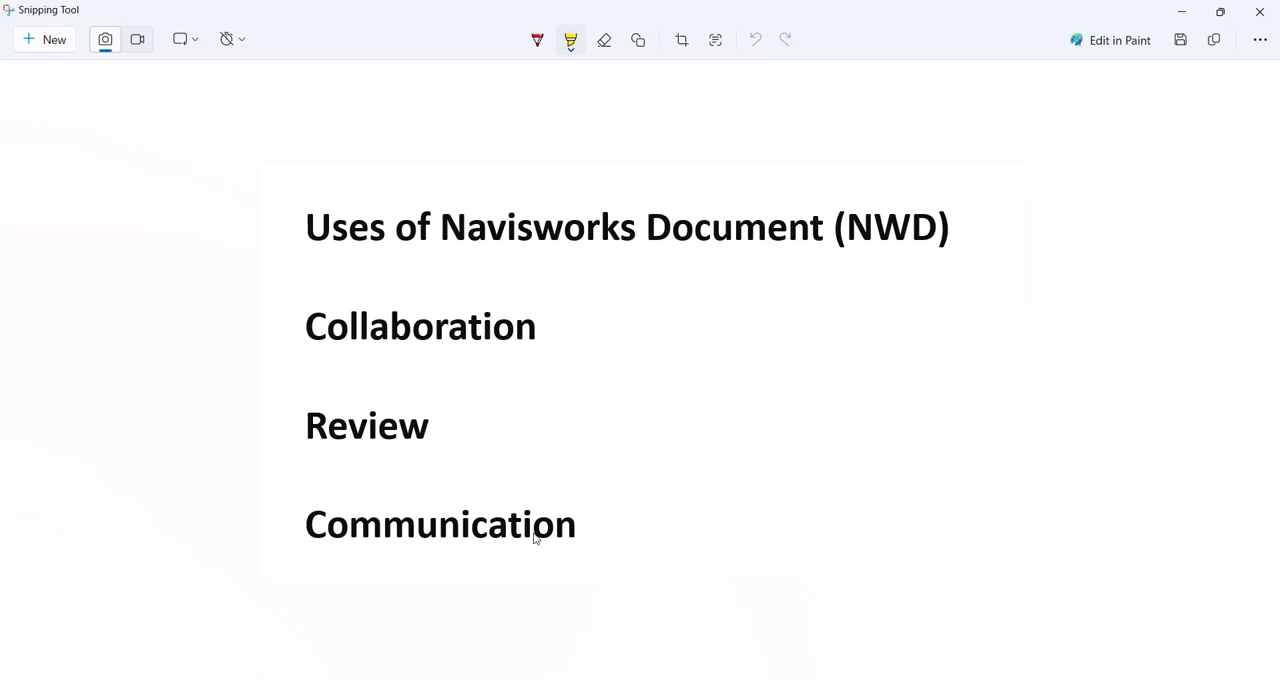 Snipping Tool
New
Edit in Paint
Uses of Navisworks Document (NWD)
Collaboration
Review
Communication